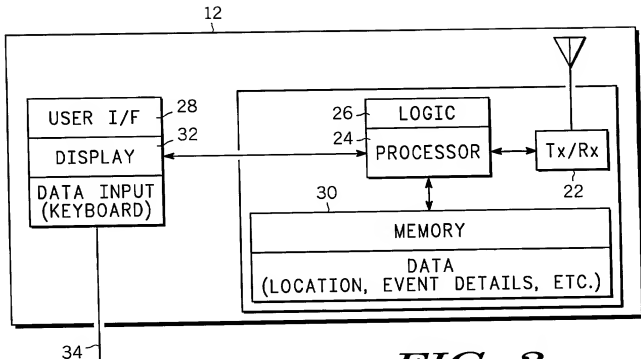 12
USER I/F
28
DISPLAY
32
DATA INPUT
(KEYBOARD)
34
26
LOGIC
24
PROCESSOR
Tx/Rx
22
30
MEMORY
DATA
(LOCATION, EVENT DETAILS, ETC.)